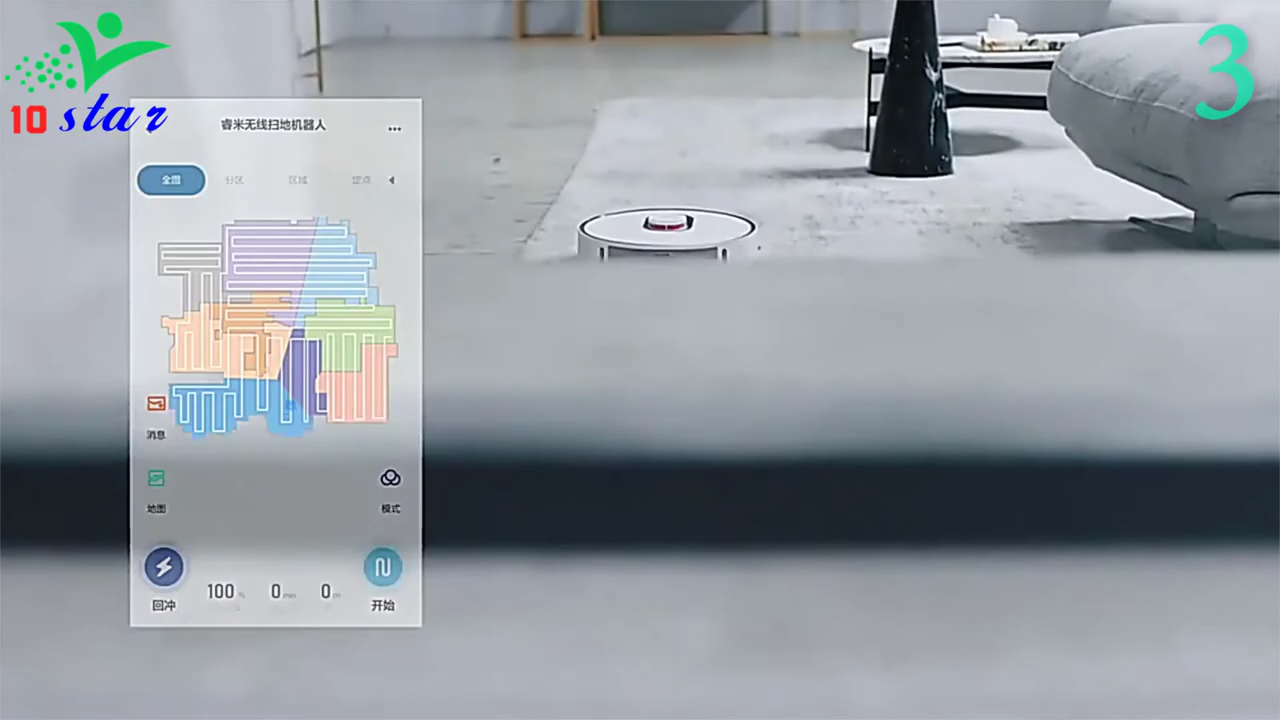 10 star
3
睿米无线扫地机器人
全图 分区 区域 定点
消息
地图
模式
100 % 0 min 0
回冲
开始